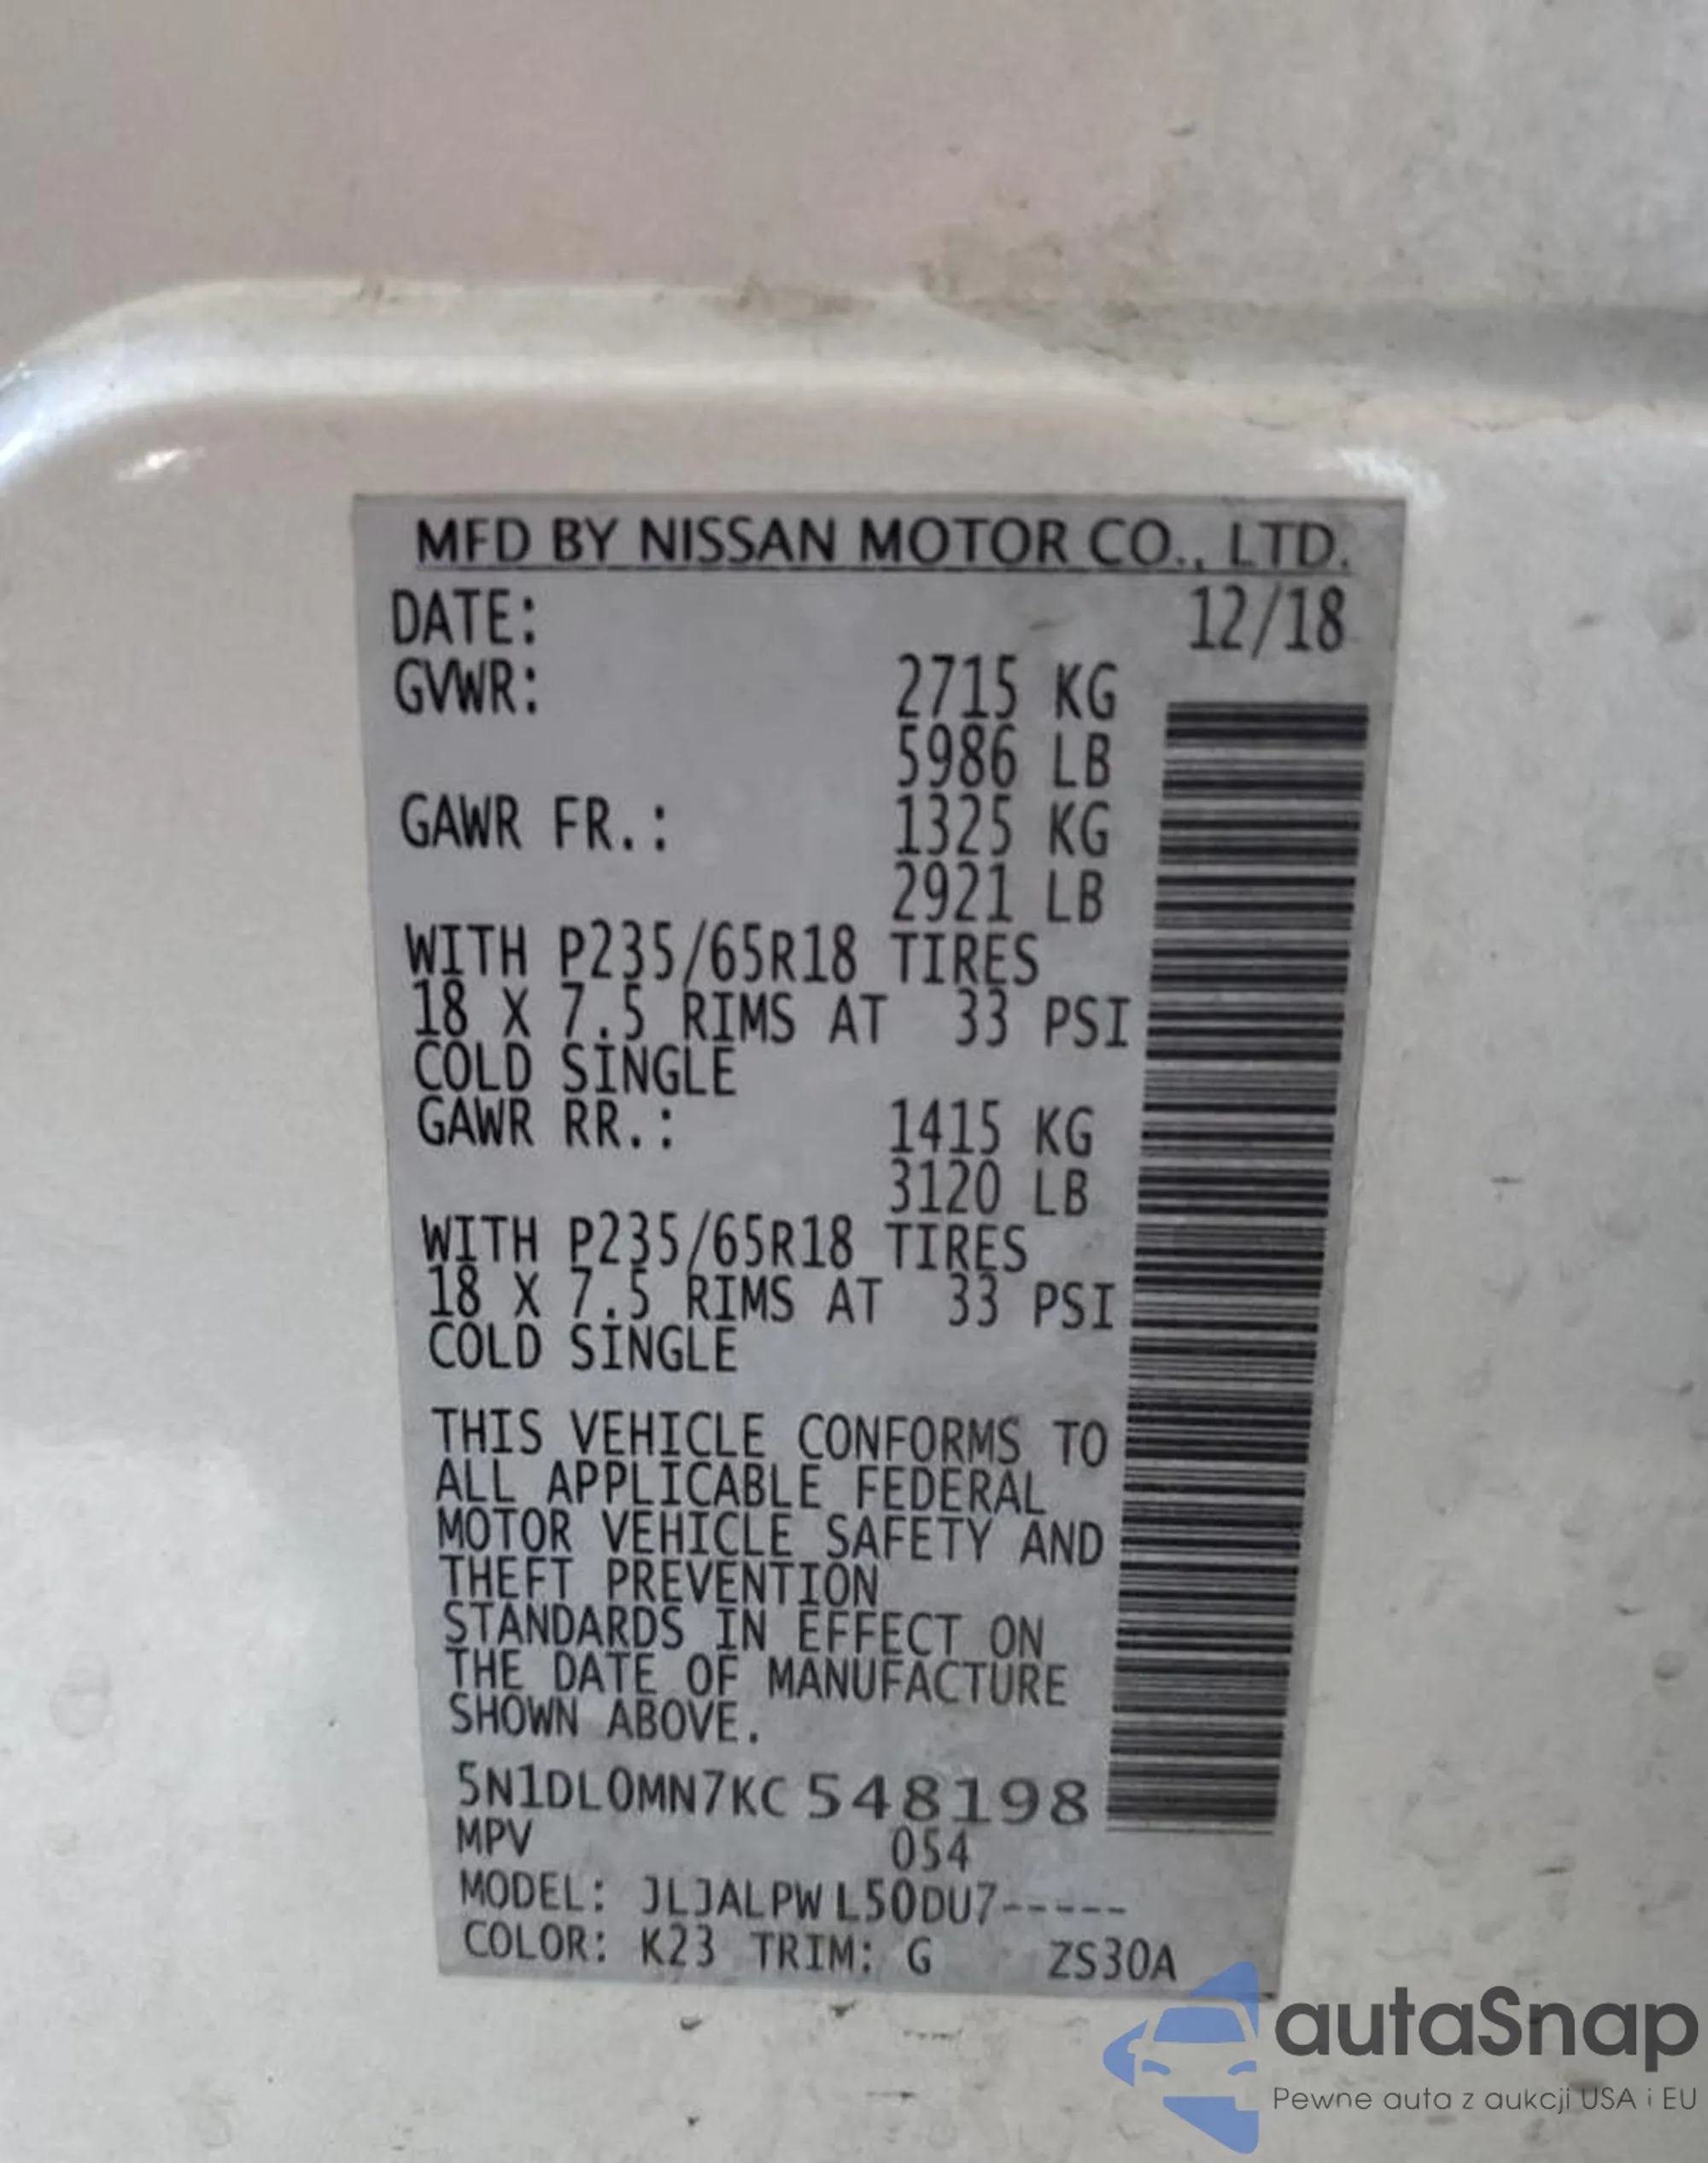 MFD BY NISSAN MOTOR CO., LTD.
DATE: 12/18
GVWR: 2715 KG
5986 LB
GAWR FR.: 1325 KG
2921 LB
WITH P235/65R18 TIRES
18 X 7.5 RIMS AT 33 PSI
COLD SINGLE
GAWR RR.: 1415 KG
3120 LB
WITH P235/65R18 TIRES
18 X 7.5 RIMS AT 33 PSI
COLD SINGLE
THIS VEHICLE CONFORMS TO
ALL APPLICABLE FEDERAL
MOTOR VEHICLE SAFETY AND
THEFT PREVENTION
STANDARDS IN EFFECT ON
THE DATE OF MANUFACTURE
SHOWN ABOVE.
5N1DL0MN7KC548198
MPV 054
MODEL: JLJALPWL50DU7-----
COLOR: K23 TRIM: G ZS30A
autaSnap
Pewne auta z aukcji USA i EU